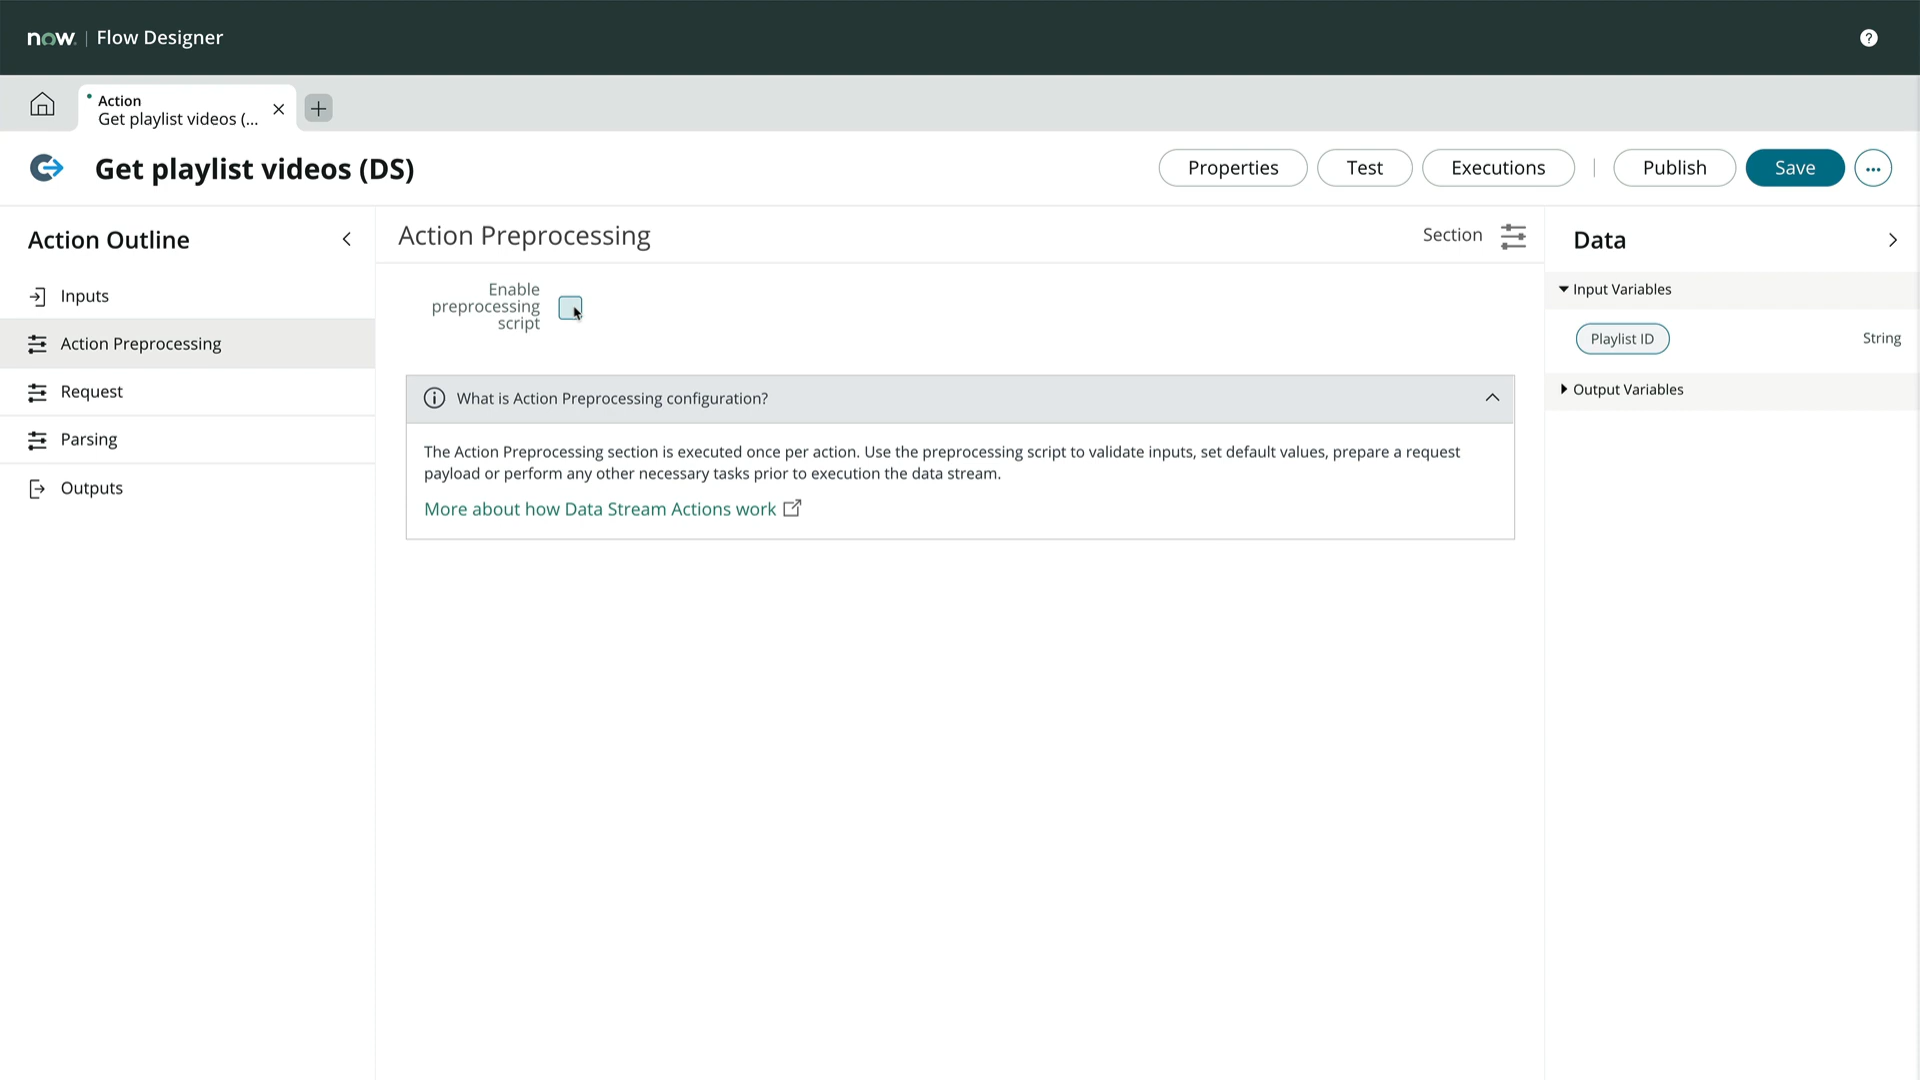 now. | Flow Designer
?
Action
Get playlist videos (...
Get playlist videos (DS)
Properties
Test
Executions
Publish
Save
...
Action Outline
Inputs
Action Preprocessing
Request
Parsing
Outputs
Action Preprocessing
Section
Enable
preprocessing
script
What is Action Preprocessing configuration?
The Action Preprocessing section is executed once per action. Use the preprocessing script to validate inputs, set default values, prepare a request
payload or perform any other necessary tasks prior to execution the data stream.
More about how Data Stream Actions work
Data
Input Variables
Playlist ID
String
Output Variables